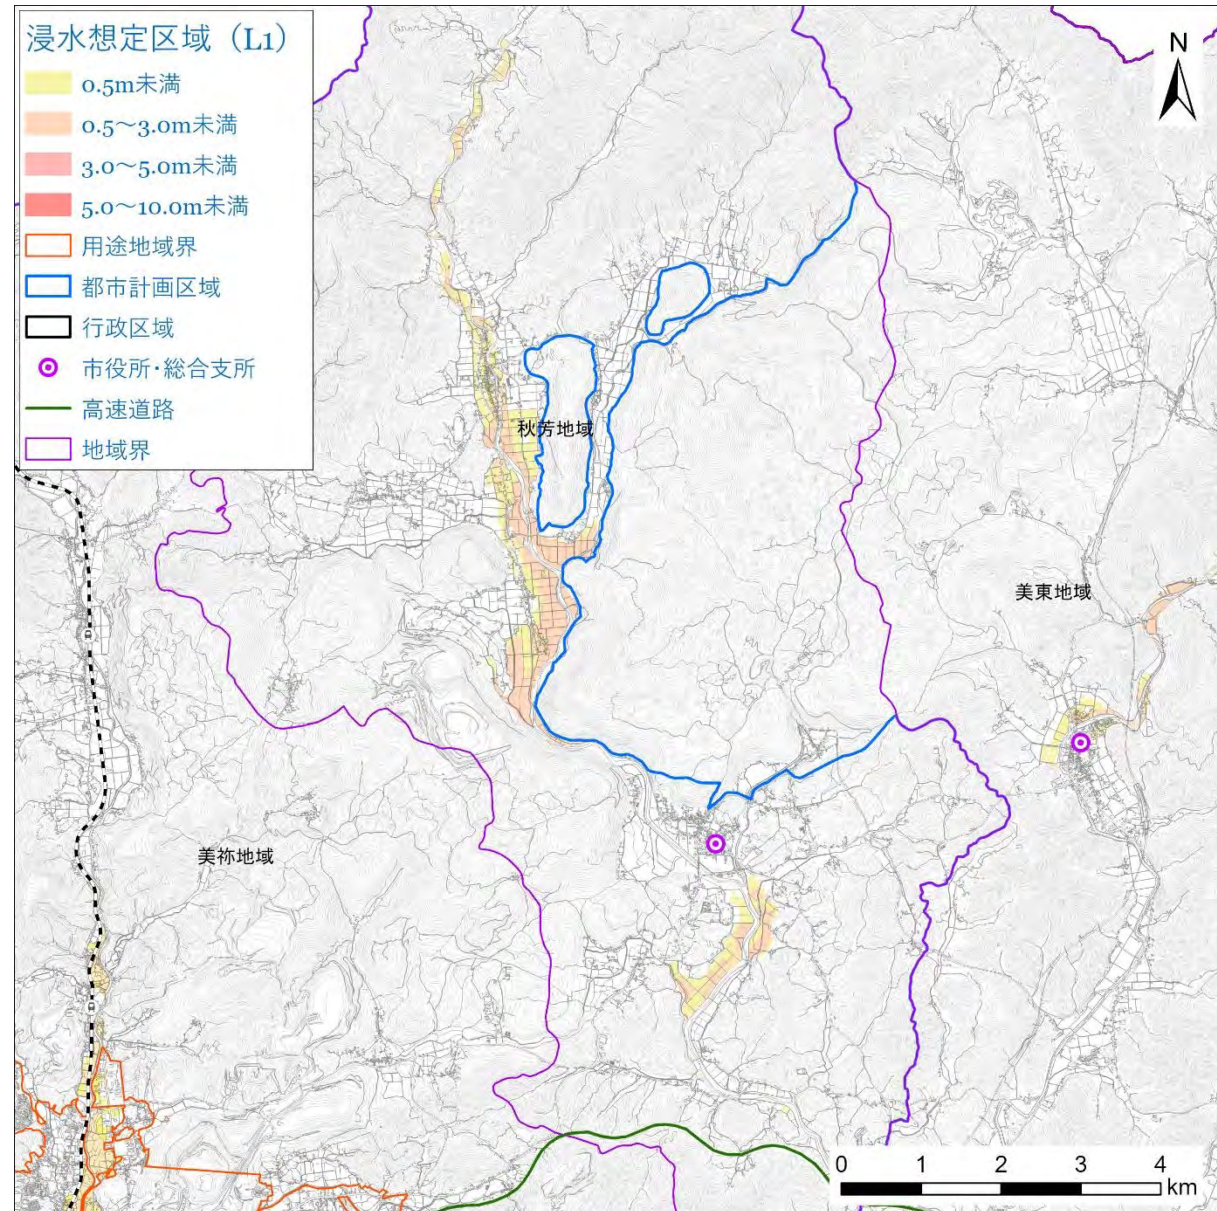 浸水想定区域（L1）
0.5m未満
0.5～3.0m未満
3.0～5.0m未満
5.0～10.0m未満
用途地域界
都市計画区域
行政区域
市役所・総合支所
高速道路
地域界
N
秋芳地域
美東地域
美祢地域
0 1 2 3 4
km